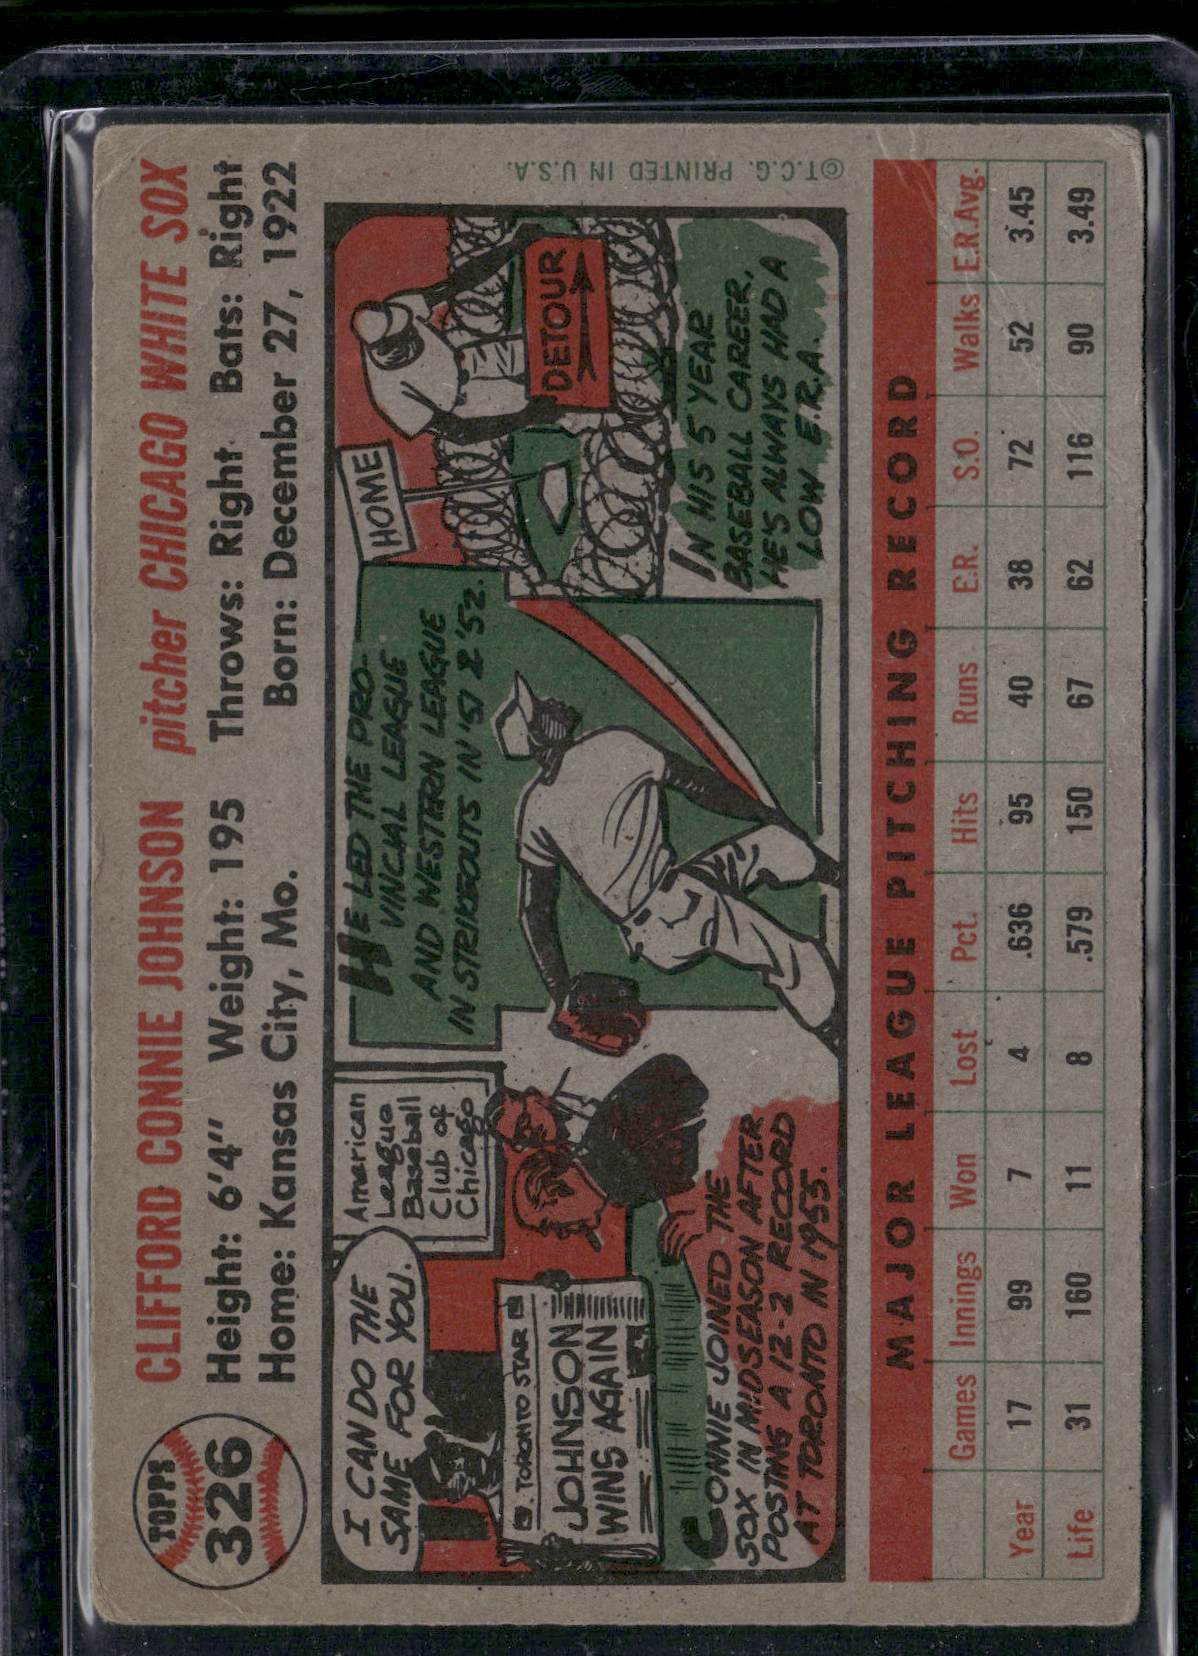 TOPPS
326
CLIFFORD CONNIE JOHNSON pitcher CHICAGO WHITE SOX
Height: 6'4" Weight: 195 Throws: Right Bats: Right
Home: Kansas City, Mo. Born: December 27, 1922
I CAN DO THE
SAME FOR YOU.
American
League
Baseball
Club of
Chicago
TORONTO STAR
JOHNSON
WINS AGAIN
CONNIE JOINED THE
SOX IN MIDSEASON AFTER
POSTING A 12-2 RECORD
AT TORONTO IN 1955.
HE LED THE PRO-
VINCIAL LEAGUE
AND WESTERN LEAGUE
IN STRIKEOUTS IN '51 & '52.
HOME
DETOUR
IN HIS 5 YEAR
BASEBALL CAREER,
HE'S ALWAYS HAD A
LOW E.R.A.
©T.C.G. PRINTED IN U.S.A.
MAJOR LEAGUE PITCHING RECORD
Games Innings Won Lost Pct. Hits Runs E.R. S.O. Walks E.R.Avg.
Year 17 99 7 4 .636 95 40 38 72 52 3.45
Life 31 160 11 8 .579 150 67 62 116 90 3.49